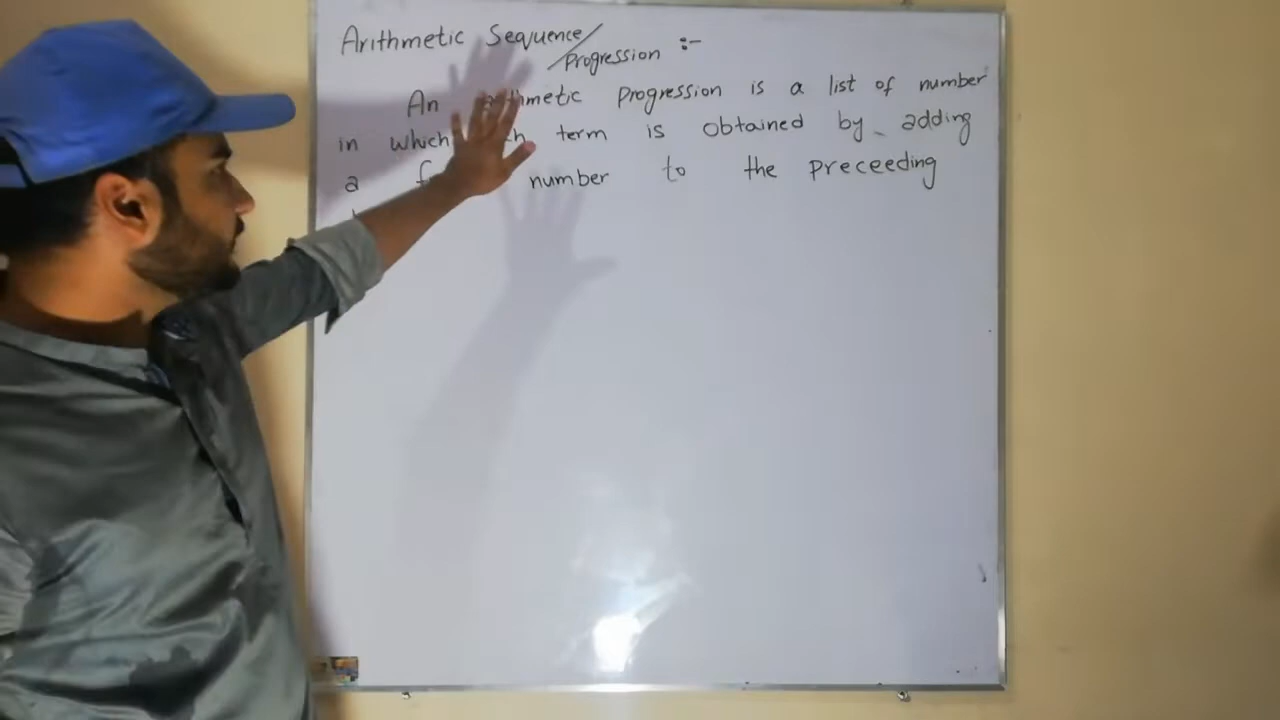 Arithmetic Sequence/
Progression :-
An arithmetic Progression is a list of number
in which term is obtained by adding
a number to the preceeding